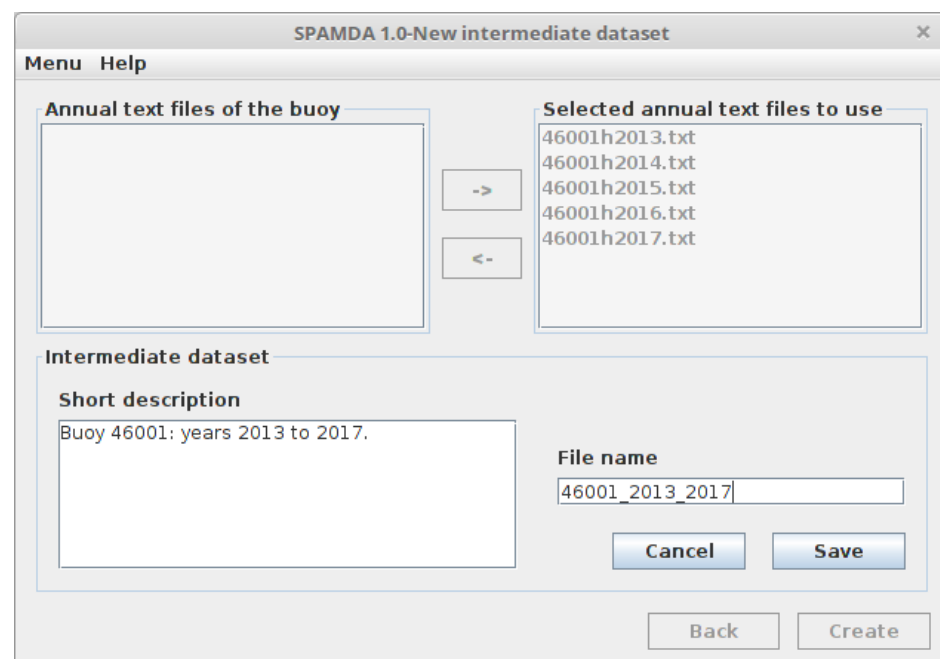 SPAMDA 1.0-New intermediate dataset ×
Menu Help
Annual text files of the buoy
Selected annual text files to use
46001h2013.txt
46001h2014.txt
46001h2015.txt
46001h2016.txt
46001h2017.txt
->
<-
Intermediate dataset
Short description
Buoy 46001: years 2013 to 2017.
File name
46001_2013_2017
Cancel Save
Back Create